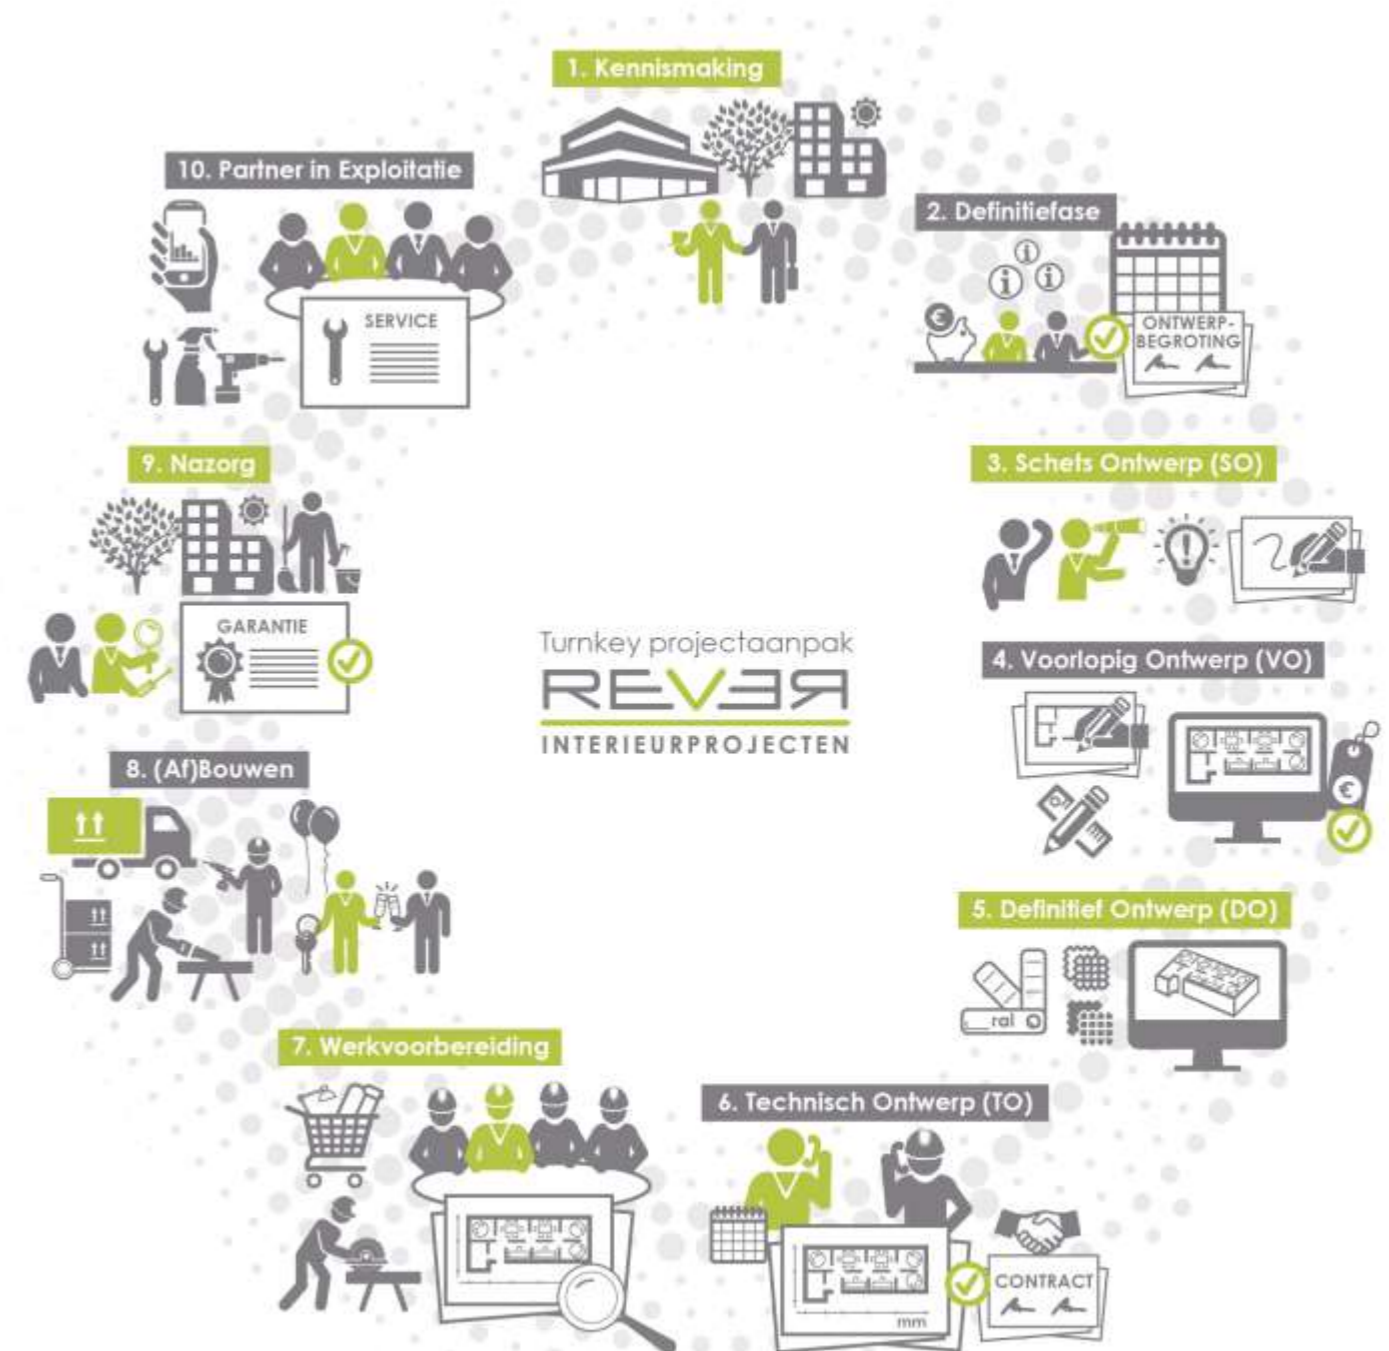 1. Kennismaking
2. Definitiefase
ONTWERP-
BEGROTING
3. Schets Ontwerp (SO)
4. Voorlopig Ontwerp (VO)
5. Definitief Ontwerp (DO)
ral
6. Technisch Ontwerp (TO)
mm
CONTRACT
7. Werkvoorbereiding
8. (Af)Bouwen
9. Nazorg
GARANTIE
10. Partner in Exploitatie
SERVICE
Turnkey projectaanpak
REVER
INTERIEURPROJECTEN